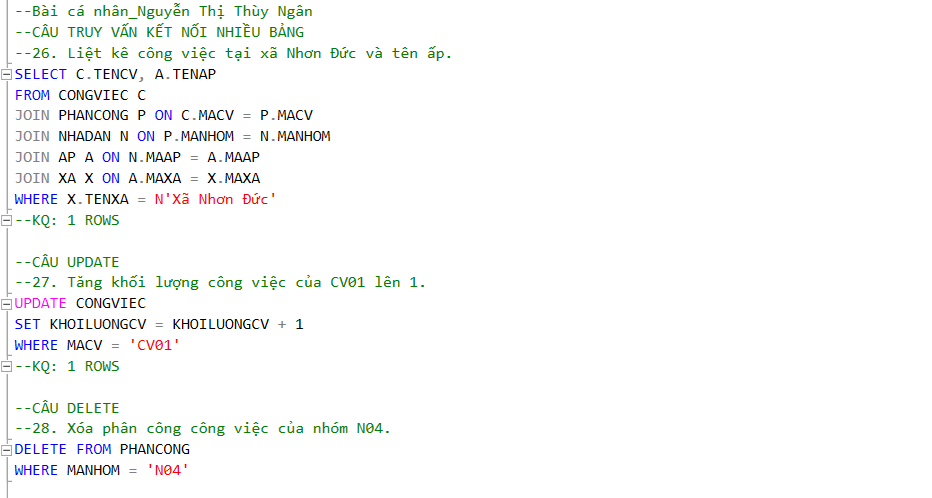 --Bài cá nhân_Nguyễn Thị Thùy Ngân
--CÂU TRUY VẤN KẾT NỐI NHIỀU BẢNG
--26. Liệt kê công việc tại xã Nhơn Đức và tên ấp.
SELECT C.TENCV, A.TENAP
FROM CONGVIEC C
JOIN PHANCONG P ON C.MACV = P.MACV
JOIN NHADAN N ON P.MANHOM = N.MANHOM
JOIN AP A ON N.MAAP = A.MAAP
JOIN XA X ON A.MAXA = X.MAXA
WHERE X.TENXA = N'Xã Nhơn Đức'
--KQ: 1 ROWS
--CÂU UPDATE
--27. Tăng khối lượng công việc của CV01 lên 1.
UPDATE CONGVIEC
SET KHOILUONGCV = KHOILUONGCV + 1
WHERE MACV = 'CV01'
--KQ: 1 ROWS
--CÂU DELETE
--28. Xóa phân công công việc của nhóm N04.
DELETE FROM PHANCONG
WHERE MANHOM = 'N04'